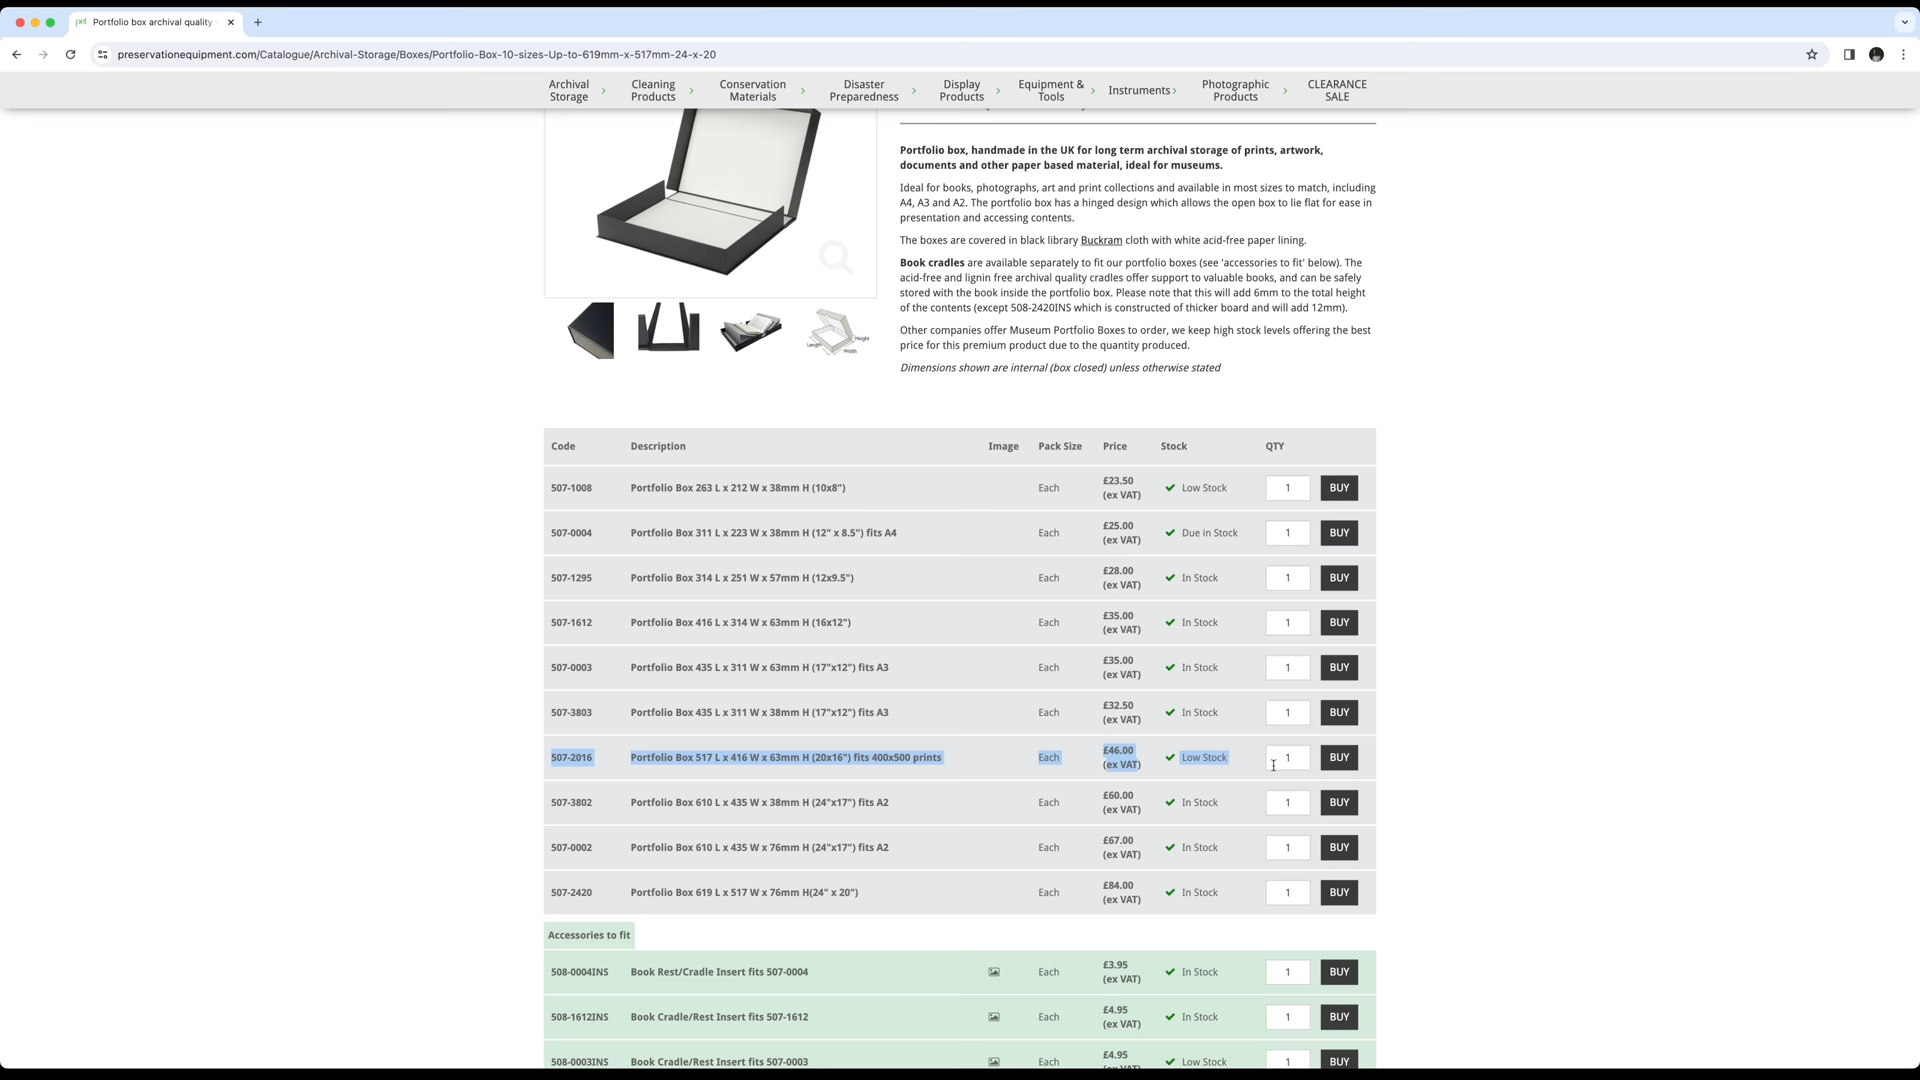 pel Portfolio box archival quality
preservationequipment.com/Catalogue/Archival-Storage/Boxes/Portfolio-Box-10-sizes-Up-to-619mm-x-517mm-24-x-20
Archival Storage
Cleaning Products
Conservation Materials
Disaster Preparedness
Display Products
Equipment & Tools
Instruments
Photographic Products
CLEARANCE SALE
Portfolio box, handmade in the UK for long term archival storage of prints, artwork,
documents and other paper based material, ideal for museums.
Ideal for books, photographs, art and print collections and available in most sizes to match, including
A4, A3 and A2. The portfolio box has a hinged design which allows the open box to lie flat for ease in
presentation and accessing contents.
The boxes are covered in black library Buckram cloth with white acid-free paper lining.
Book cradles are available separately to fit our portfolio boxes (see 'accessories to fit' below). The
acid-free and lignin free archival quality cradles offer support to valuable books, and can be safely
stored with the book inside the portfolio box. Please note that this will add 6mm to the total height
of the contents (except 508-2420INS which is constructed of thicker board and will add 12mm).
Other companies offer Museum Portfolio Boxes to order, we keep high stock levels offering the best
price for this premium product due to the quantity produced.
Dimensions shown are internal (box closed) unless otherwise stated
Length
Width
Height
Code Description Image Pack Size Price Stock QTY
507-1008 Portfolio Box 263 L x 212 W x 38mm H (10x8") Each £23.50 (ex VAT) Low Stock 1 BUY
507-0004 Portfolio Box 311 L x 223 W x 38mm H (12" x 8.5") fits A4 Each £25.00 (ex VAT) Due in Stock 1 BUY
507-1295 Portfolio Box 314 L x 251 W x 57mm H (12x9.5") Each £28.00 (ex VAT) In Stock 1 BUY
507-1612 Portfolio Box 416 L x 314 W x 63mm H (16x12") Each £35.00 (ex VAT) In Stock 1 BUY
507-0003 Portfolio Box 435 L x 311 W x 63mm H (17"x12") fits A3 Each £35.00 (ex VAT) In Stock 1 BUY
507-3803 Portfolio Box 435 L x 311 W x 38mm H (17"x12") fits A3 Each £32.50 (ex VAT) In Stock 1 BUY
507-2016 Portfolio Box 517 L x 416 W x 63mm H (20x16") fits 400x500 prints Each £46.00 (ex VAT) Low Stock 1 BUY
507-3802 Portfolio Box 610 L x 435 W x 38mm H (24"x17") fits A2 Each £60.00 (ex VAT) In Stock 1 BUY
507-0002 Portfolio Box 610 L x 435 W x 76mm H (24"x17") fits A2 Each £67.00 (ex VAT) In Stock 1 BUY
507-2420 Portfolio Box 619 L x 517 W x 76mm H(24" x 20") Each £84.00 (ex VAT) In Stock 1 BUY
Accessories to fit
508-0004INS Book Rest/Cradle Insert fits 507-0004 Each £3.95 (ex VAT) In Stock 1 BUY
508-1612INS Book Cradle/Rest Insert fits 507-1612 Each £4.95 (ex VAT) In Stock 1 BUY
508-0003INS Book Cradle/Rest Insert fits 507-0003 Each £4.95 Low Stock 1 BUY